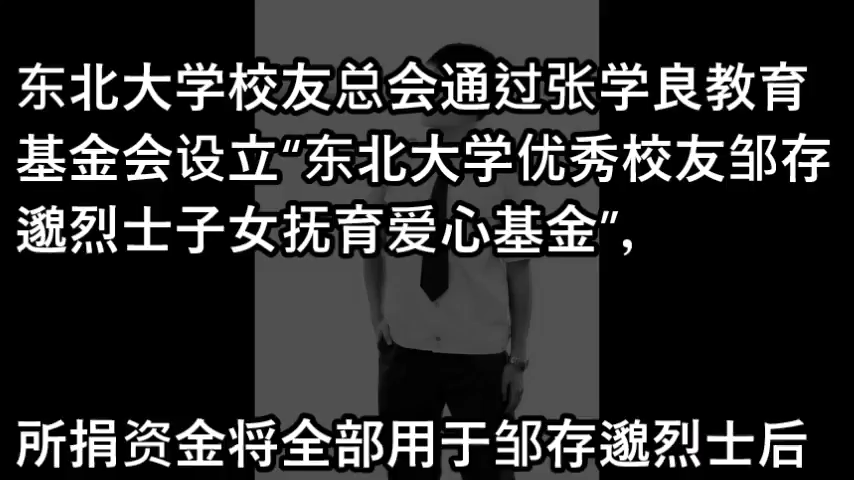 东北大学校友总会通过张学良教育
基金会设立“东北大学优秀校友邹存
邈烈士子女抚育爱心基金”,
所捐资金将全部用于邹存邈烈士后